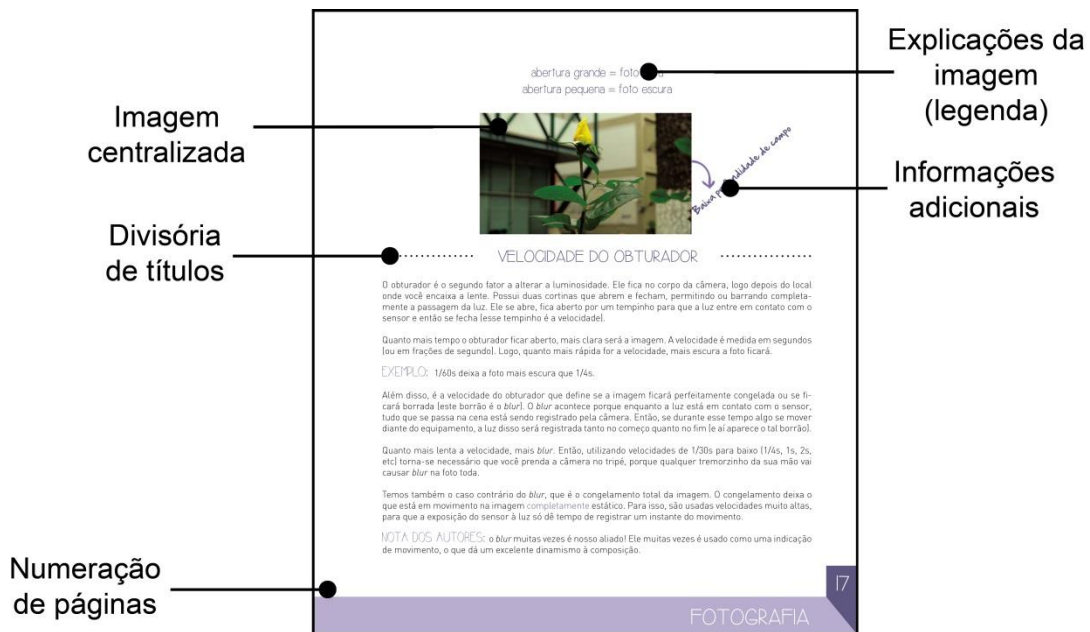 Explicações da
imagem
(legenda)
abertura grande = foto
abertura pequena = foto escura
Imagem
centralizada
Baixa de campo
Informações
adicionais
Divisória
de títulos
VELOCIDADE DO OBTURADOR
O obturador é o segundo fator a alterar a luminosidade. Ele fica no corpo da câmera, logo depois do local
onde você encaixa a lente. Possui duas cortinas que abrem e fecham, permitindo ou barrando completa-
mente a passagem da luz. Ele se abre, fica aberto por um tempinho para que a luz entre em contato com o
sensor e então se fecha (esse tempinho é a velocidade).
Quanto mais tempo o obturador ficar aberto, mais clara será a imagem. A velocidade é medida em segundos
(ou em frações de segundo). Logo, quanto mais rápida for a velocidade, mais escura a foto ficará.
EXEMPLO: 1/60s deixa a foto mais escura que 1/4s.
Além disso, é a velocidade do obturador que define se a imagem ficará perfeitamente congelada ou se fi-
cará borrada (este borrão é o blur). O blur acontece porque enquanto a luz está em contato com o sensor,
tudo que se passa na cena está sendo registrado pela câmera. Então, se durante esse tempo algo se mover
diante do equipamento, a luz disso será registrada tanto no começo quanto no fim (e aí aparece o tal borrão).
Quanto mais lenta a velocidade, mais blur. Então, utilizando velocidades de 1/30s para baixo (1/4s, 1s, 2s,
etc) torna-se necessário que você prenda a câmera no tripé, porque qualquer tremorzinho da sua mão vai
causar blur na foto toda.
Temos também o caso contrário do blur, que é o congelamento total da imagem. O congelamento deixa o
que está em movimento na imagem completamente estático. Para isso, são usadas velocidades muito altas,
para que a exposição do sensor à luz só dê tempo de registrar um instante do movimento.
NOTA DOS AUTORES: o blur muitas vezes é nosso aliado! Ele muitas vezes é usado como uma indicação
de movimento, o que dá um excelente dinamismo à composição.
Numeração
de páginas
17
FOTOGRAFIA